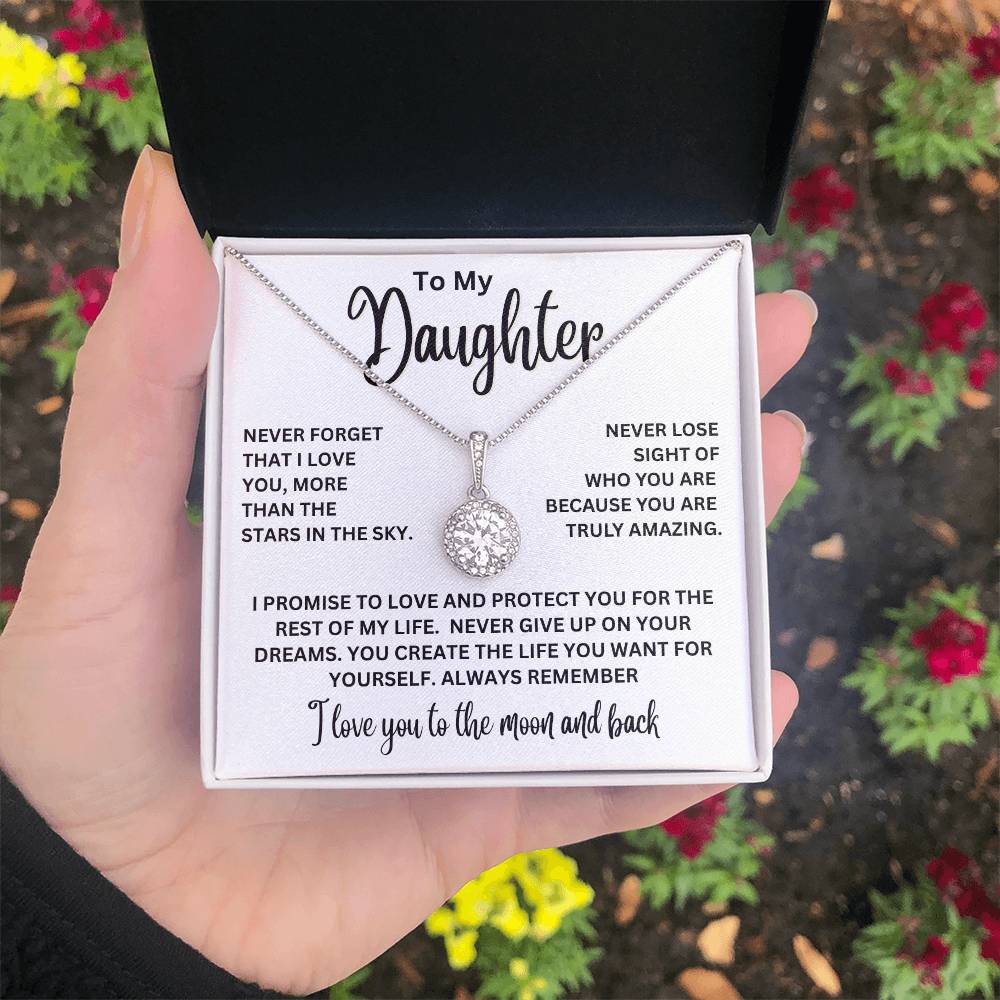 To My
Daughter
NEVER FORGET
THAT I LOVE
YOU, MORE
THAN THE
STARS IN THE SKY.
NEVER LOSE
SIGHT OF
WHO YOU ARE
BECAUSE YOU ARE
TRULY AMAZING.
I PROMISE TO LOVE AND PROTECT YOU FOR THE
REST OF MY LIFE. NEVER GIVE UP ON YOUR
DREAMS. YOU CREATE THE LIFE YOU WANT FOR
YOURSELF. ALWAYS REMEMBER
I love you to the moon and back